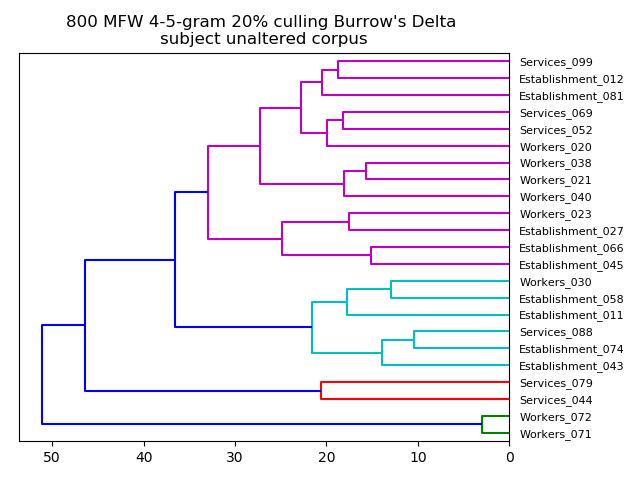 800 MFW 4-5-gram 20% culling Burrow's Delta
subject unaltered corpus
Services_099
Establishment_012
Establishment_081
Services_069
Services_052
Workers_020
Workers_038
Workers_021
Workers_040
Workers_023
Establishment_027
Establishment_066
Establishment_045
Workers_030
Establishment_058
Establishment_011
Services_088
Establishment_074
Establishment_043
Services_079
Services_044
Workers_072
Workers_071
50 40 30 20 10 0